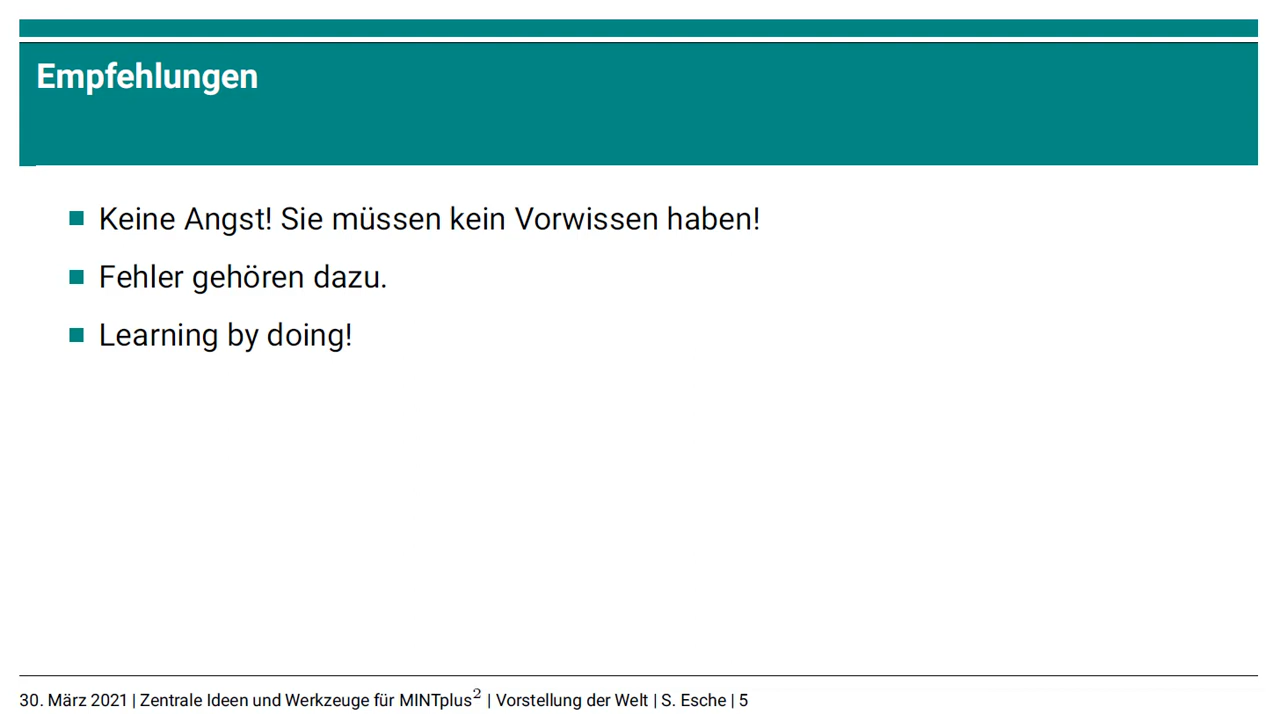 Empfehlungen
Keine Angst! Sie müssen kein Vorwissen haben!
Fehler gehören dazu.
Learning by doing!
30. März 2021 | Zentrale Ideen und Werkzeuge für MINTplus² | Vorstellung der Welt | S. Esche | 5